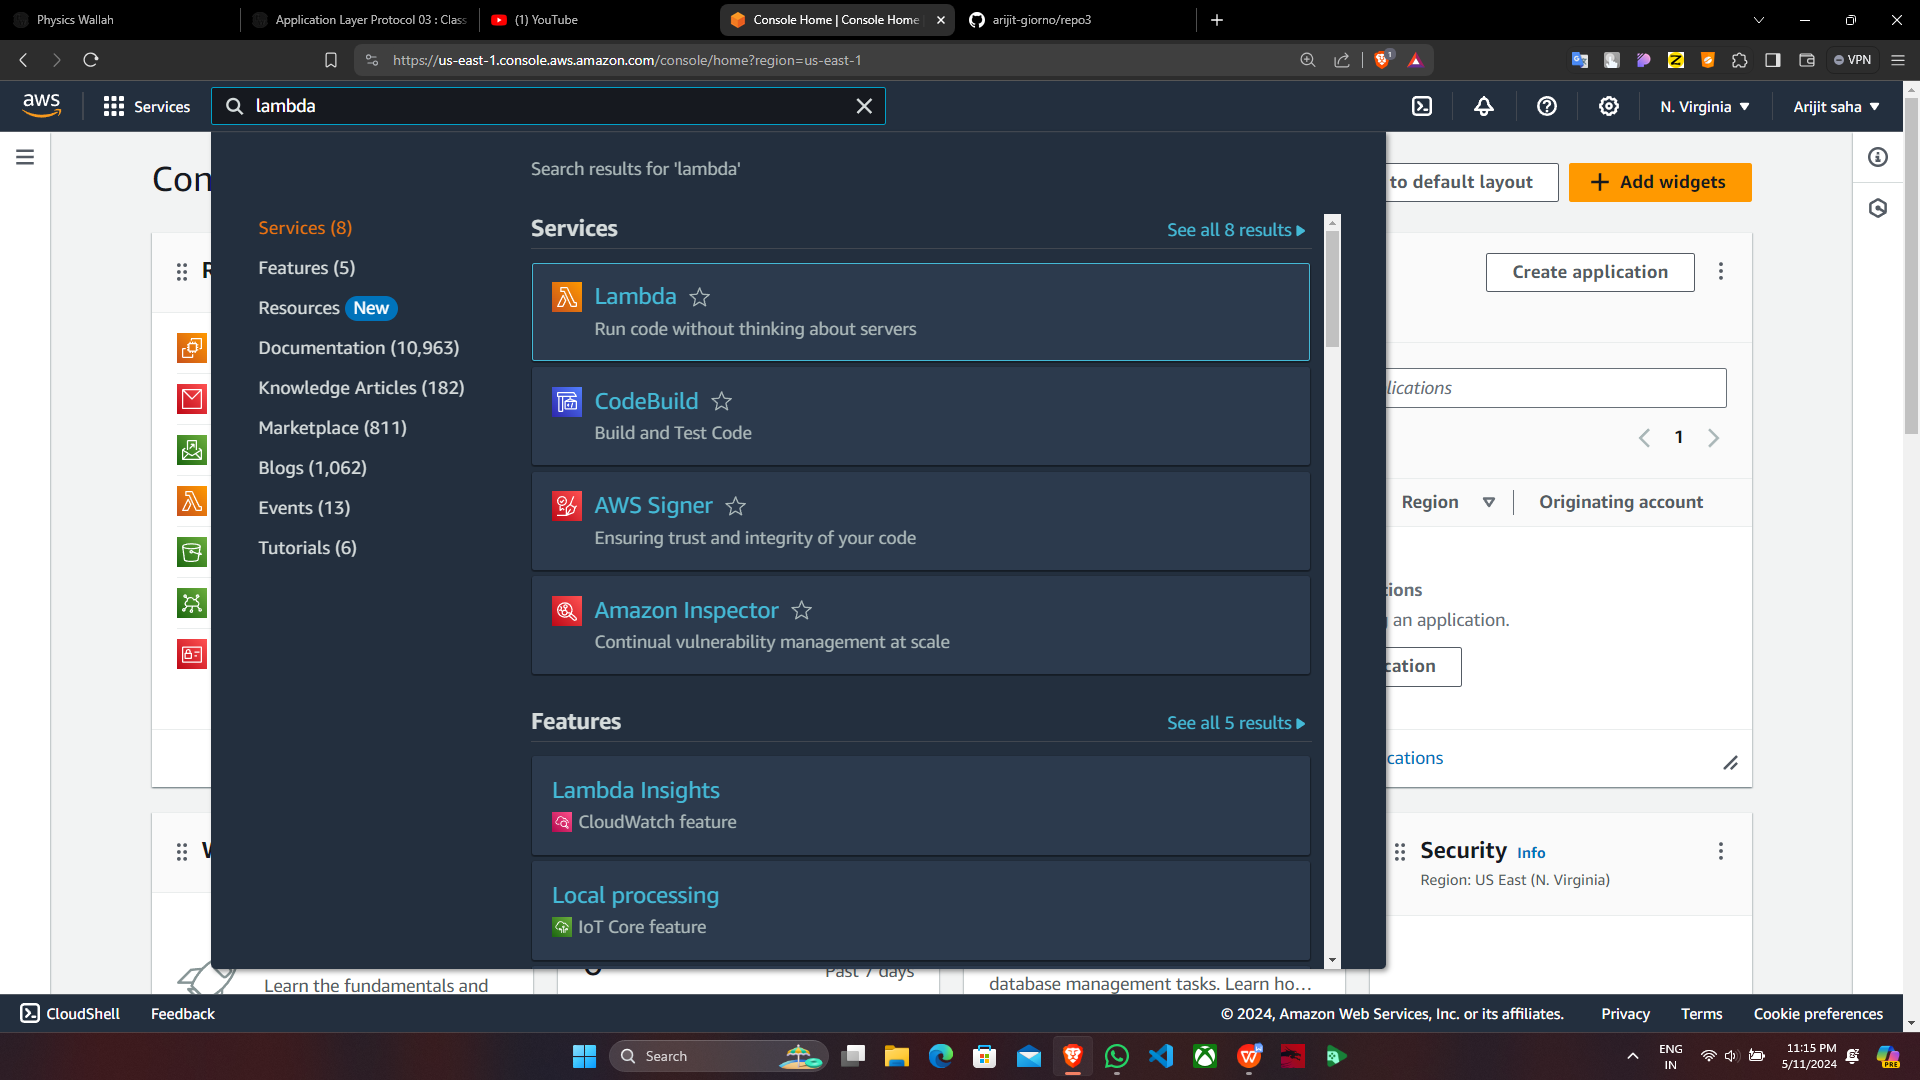 Physics Wallah
Application Layer Protocol 03 : Class
(1) YouTube
Console Home | Console Home
arijit-giorno/repo3
https://us-east-1.console.aws.amazon.com/console/home?region=us-east-1
1
VPN
aws
Services
lambda
N. Virginia
Arijit saha
Con
Search results for 'lambda'
to default layout
Add widgets
Services (8)
Features (5)
Resources New
Documentation (10,963)
Knowledge Articles (182)
Marketplace (811)
Blogs (1,062)
Events (13)
Tutorials (6)
Services
See all 8 results
Lambda
Run code without thinking about servers
CodeBuild
Build and Test Code
AWS Signer
Ensuring trust and integrity of your code
Amazon Inspector
Continual vulnerability management at scale
Features
See all 5 results
Lambda Insights
CloudWatch feature
Local processing
IoT Core feature
Create application
lications
1
Region
Originating account
tions
an application.
cation
cations
Security Info
Region: US East (N. Virginia)
Learn the fundamentals and
Past 7 days
database management tasks. Learn ho...
CloudShell
Feedback
© 2024, Amazon Web Services, Inc. or its affiliates.
Privacy
Terms
Cookie preferences
Search
ENG
IN
11:15 PM
5/11/2024
PRE